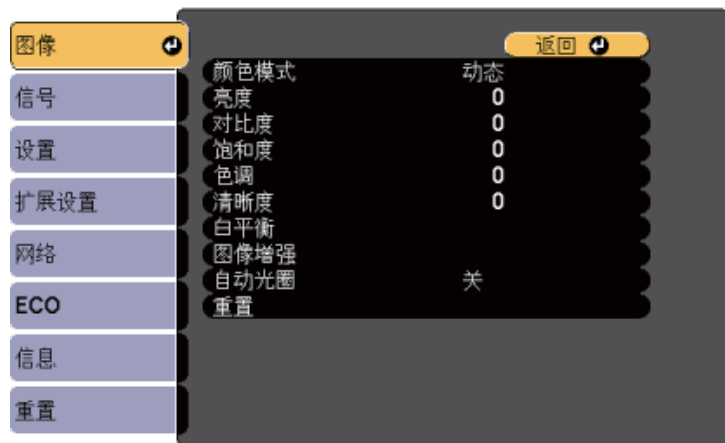 图像
信号
设置
扩展设置
网络
ECO
信息
重置
返回
颜色模式 动态
亮度 0
对比度 0
饱和度 0
色调 0
清晰度 0
白平衡
图像增强
自动光圈 关
重置